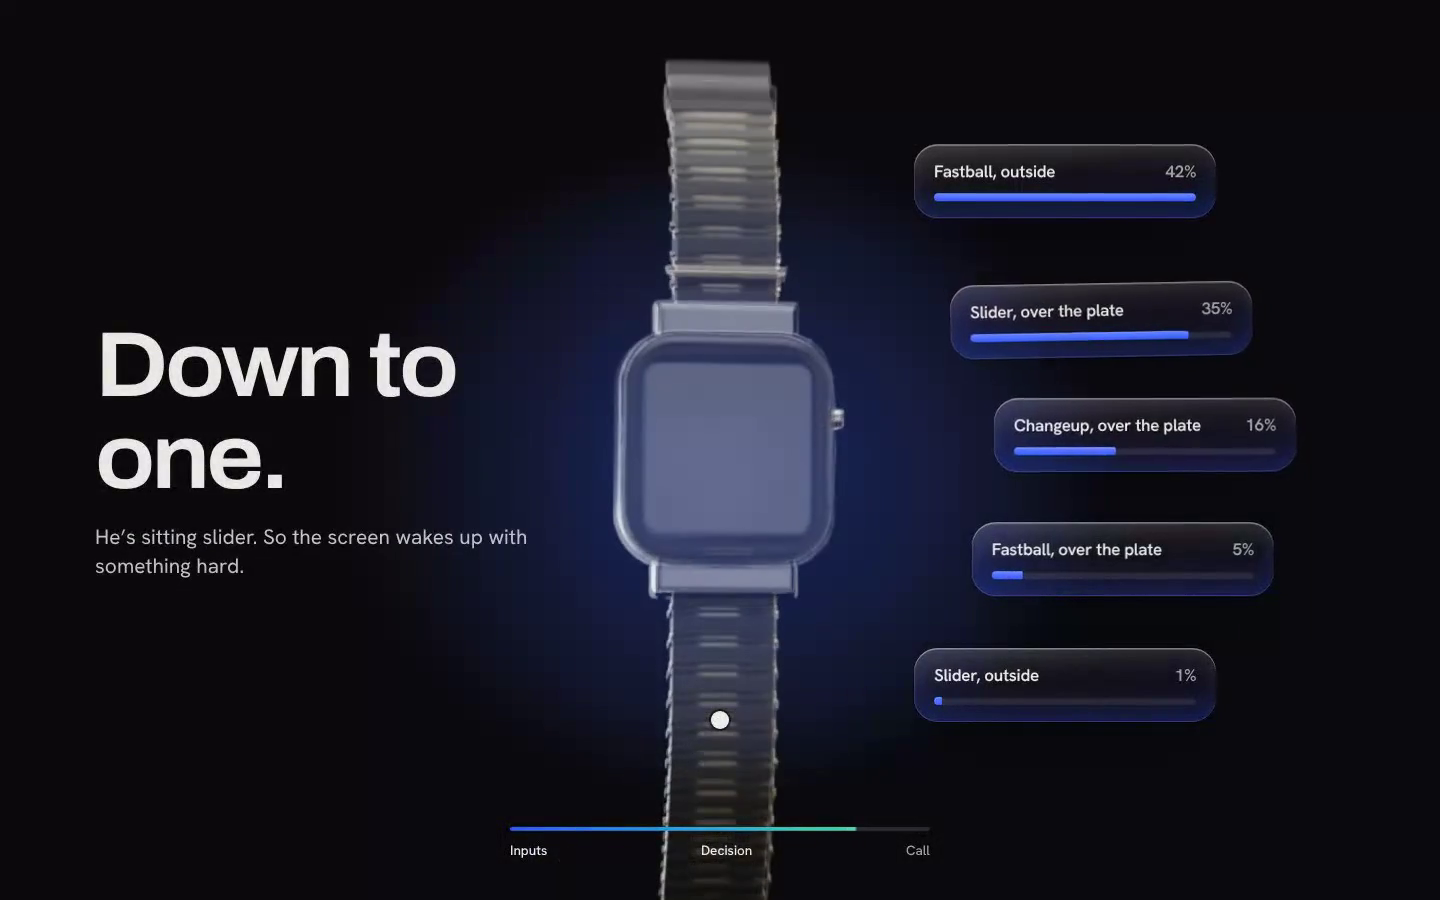 Down to
one.
He’s sitting slider. So the screen wakes up with
something hard.
Fastball, outside 42%
Slider, over the plate 35%
Changeup, over the plate 16%
Fastball, over the plate 5%
Slider, outside 1%
Inputs Decision Call